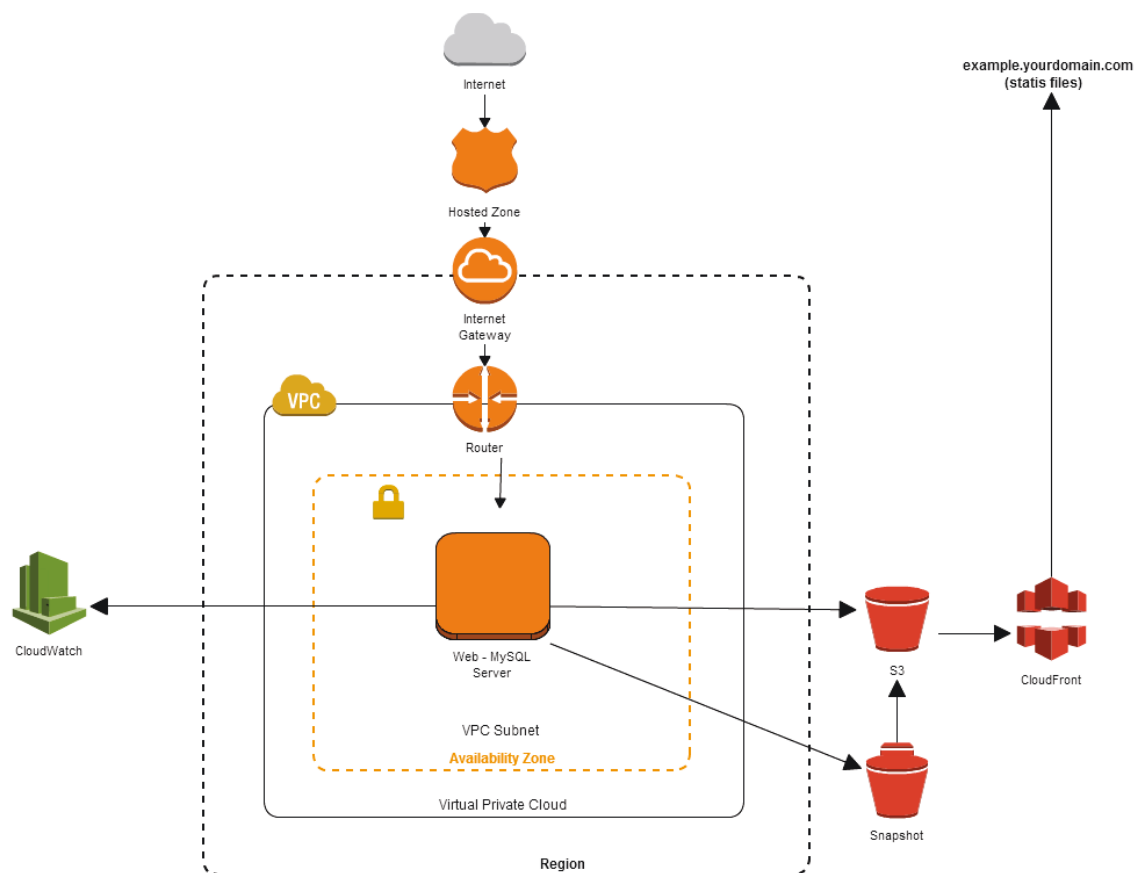 Internet
example.yourdomain.com
(statis files)
Hosted Zone
Internet
Gateway
VPC
Router
Web - MySQL
Server
CloudWatch
S3
CloudFront
VPC Subnet
Availability Zone
Virtual Private Cloud
Snapshot
Region